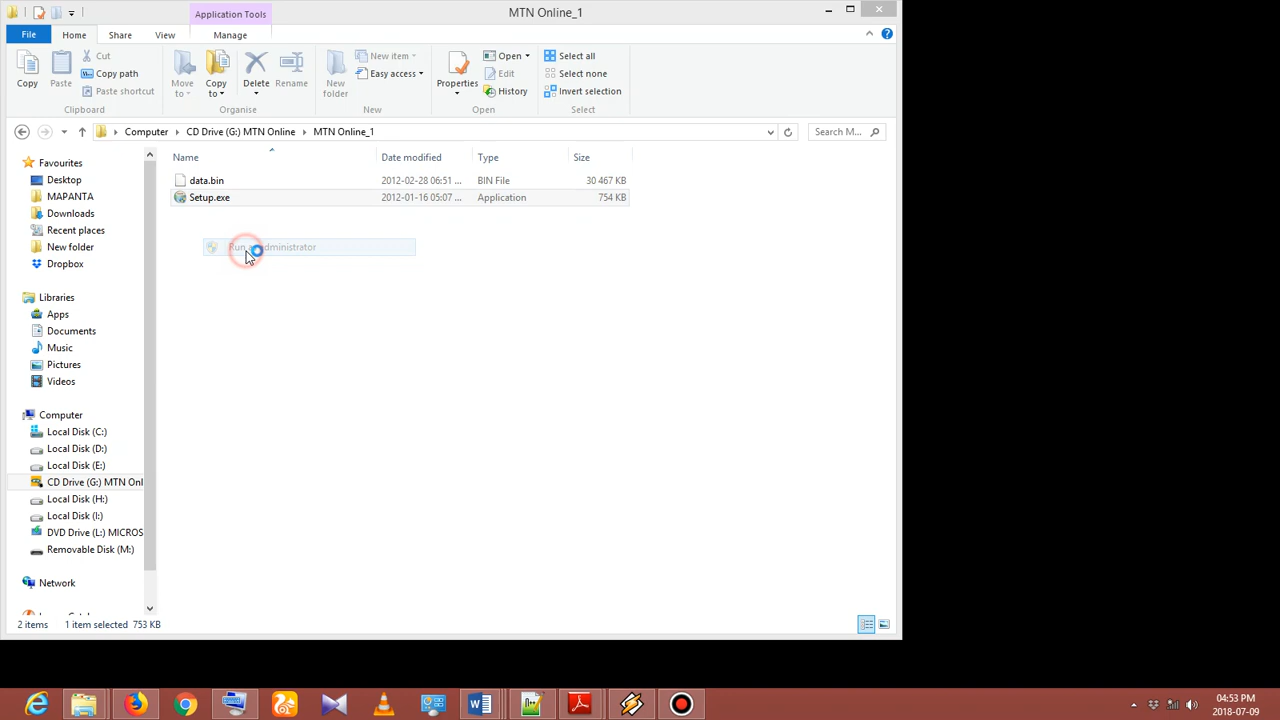 Application Tools
MTN Online_1
File
Home
Share
View
Manage
Copy
Paste
Cut
Copy path
Paste shortcut
Move to
Copy to
Delete
Rename
New folder
New item
Easy access
Properties
Open
Edit
History
Select all
Select none
Invert selection
Clipboard
Organise
New
Open
Select
Computer
CD Drive (G:) MTN Online
MTN Online_1
Search M...
Name
Date modified
Type
Size
data.bin
2012-02-28 06:51 ...
BIN File
30 467 KB
Setup.exe
2012-01-16 05:07 ...
Application
754 KB
Run administrator
Favourites
Desktop
MAPANTA
Downloads
Recent places
New folder
Dropbox
Libraries
Apps
Documents
Music
Pictures
Videos
Computer
Local Disk (C:)
Local Disk (D:)
Local Disk (E:)
CD Drive (G:) MTN Onl
Local Disk (H:)
Local Disk (I:)
DVD Drive (L:) MICROS
Removable Disk (M:)
Network
2 items
1 item selected 753 KB
04:53 PM
2018-07-09